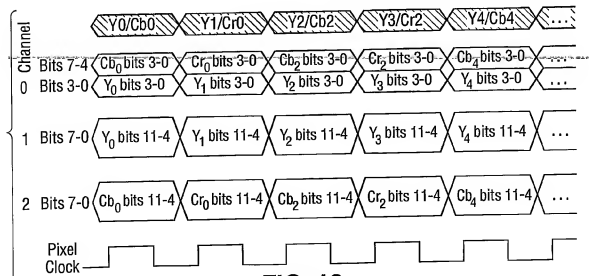 Channel
Y0/Cb0 Y1/Cr0 Y2/Cb2 Y3/Cr2 Y4/Cb4 ...
0 Bits 7-4 Cb0 bits 3-0 Cr0 bits 3-0 Cb2 bits 3-0 Cr2 bits 3-0 Cb4 bits 3-0 ...
Bits 3-0 Y0 bits 3-0 Y1 bits 3-0 Y2 bits 3-0 Y3 bits 3-0 Y4 bits 3-0 ...
1 Bits 7-0 Y0 bits 11-4 Y1 bits 11-4 Y2 bits 11-4 Y3 bits 11-4 Y4 bits 11-4 ...
2 Bits 7-0 Cb0 bits 11-4 Cr0 bits 11-4 Cb2 bits 11-4 Cr2 bits 11-4 Cb4 bits 11-4 ...
Pixel
Clock